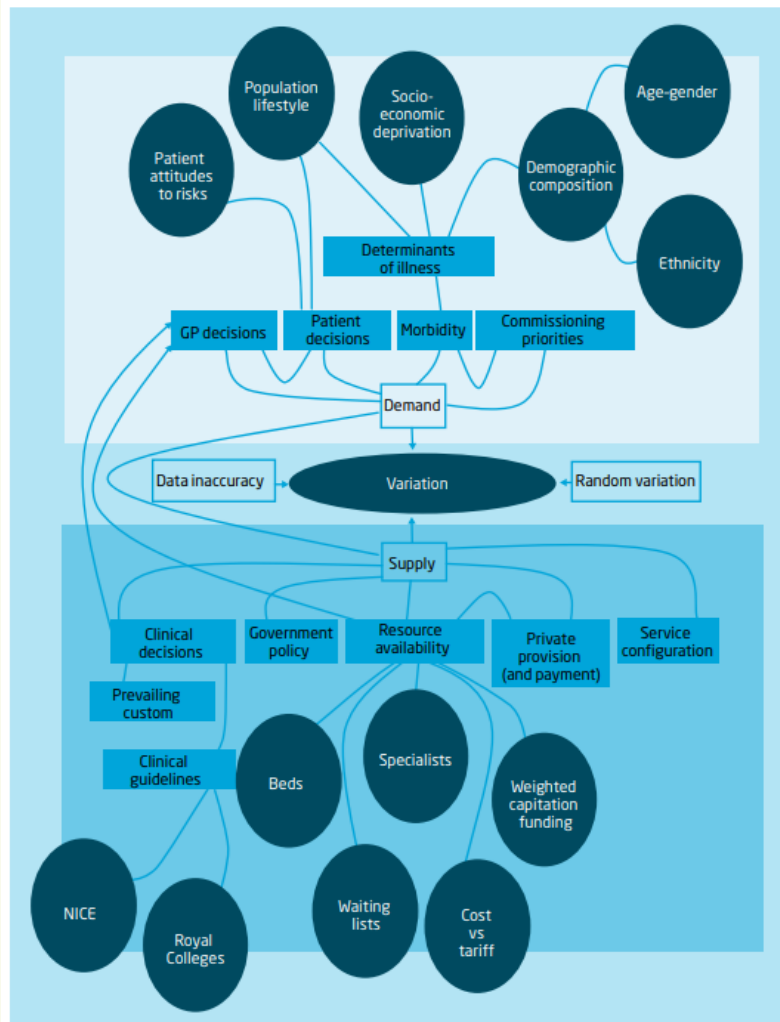 Population
lifestyle
Socio-
economic
deprivation
Age-gender
Patient
attitudes
to risks
Demographic
composition
Ethnicity
Determinants
of illness
GP decisions
Patient
decisions
Morbidity
Commissioning
priorities
Demand
Data inaccuracy
Variation
Random variation
Supply
Clinical
decisions
Government
policy
Resource
availability
Private
provision
(and payment)
Service
configuration
Prevailing
custom
Clinical
guidelines
Beds
Specialists
Weighted
capitation
funding
NICE
Royal
Colleges
Waiting
lists
Cost
vs
tariff